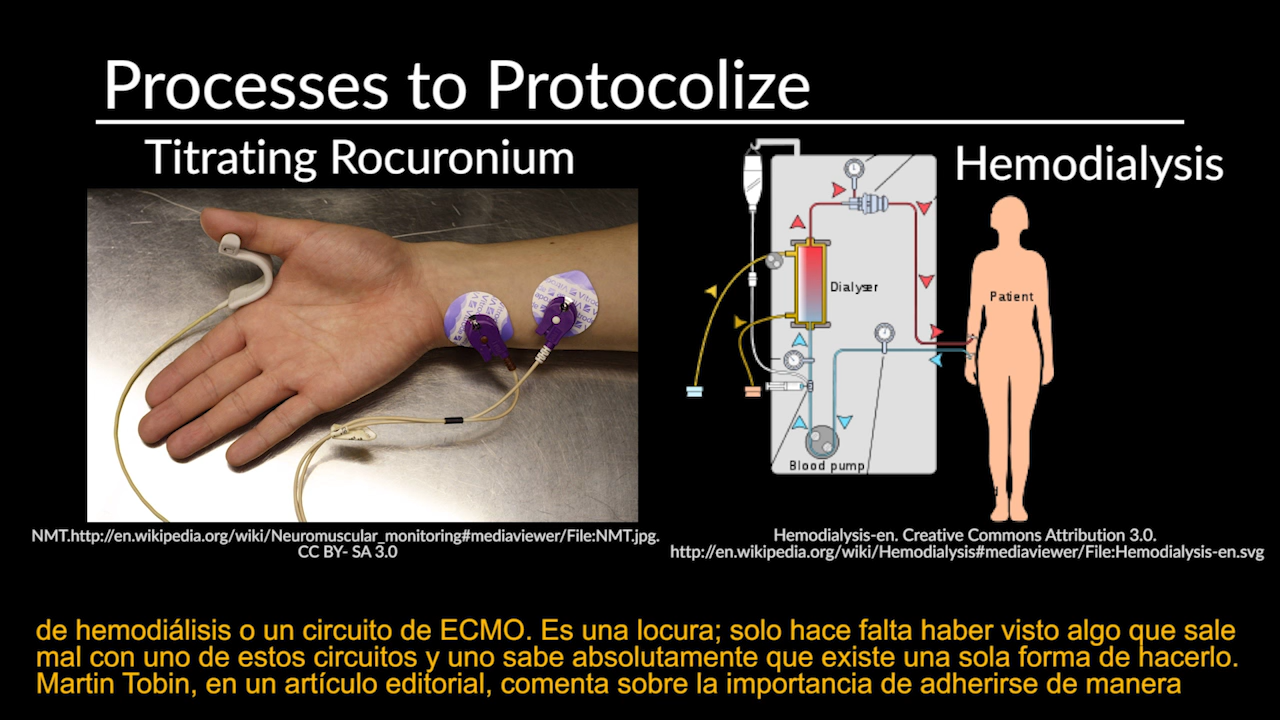 Processes to Protocolize
Titrating Rocuronium
Hemodialysis
Dialyser
Patient
Blood pump
NMT.http://en.wikipedia.org/wiki/Neuromuscular_monitoring#mediaviewer/File:NMT.jpg.
CC BY- SA 3.0
Hemodialysis-en. Creative Commons Attribution 3.0.
http://en.wikipedia.org/wiki/Hemodialysis#mediaviewer/File:Hemodialysis-en.svg
de hemodiálisis o un circuito de ECMO. Es una locura; solo hace falta haber visto algo que sale
mal con uno de estos circuitos y uno sabe absolutamente que existe una sola forma de hacerlo.
Martin Tobin, en un artículo editorial, comenta sobre la importancia de adherirse de manera